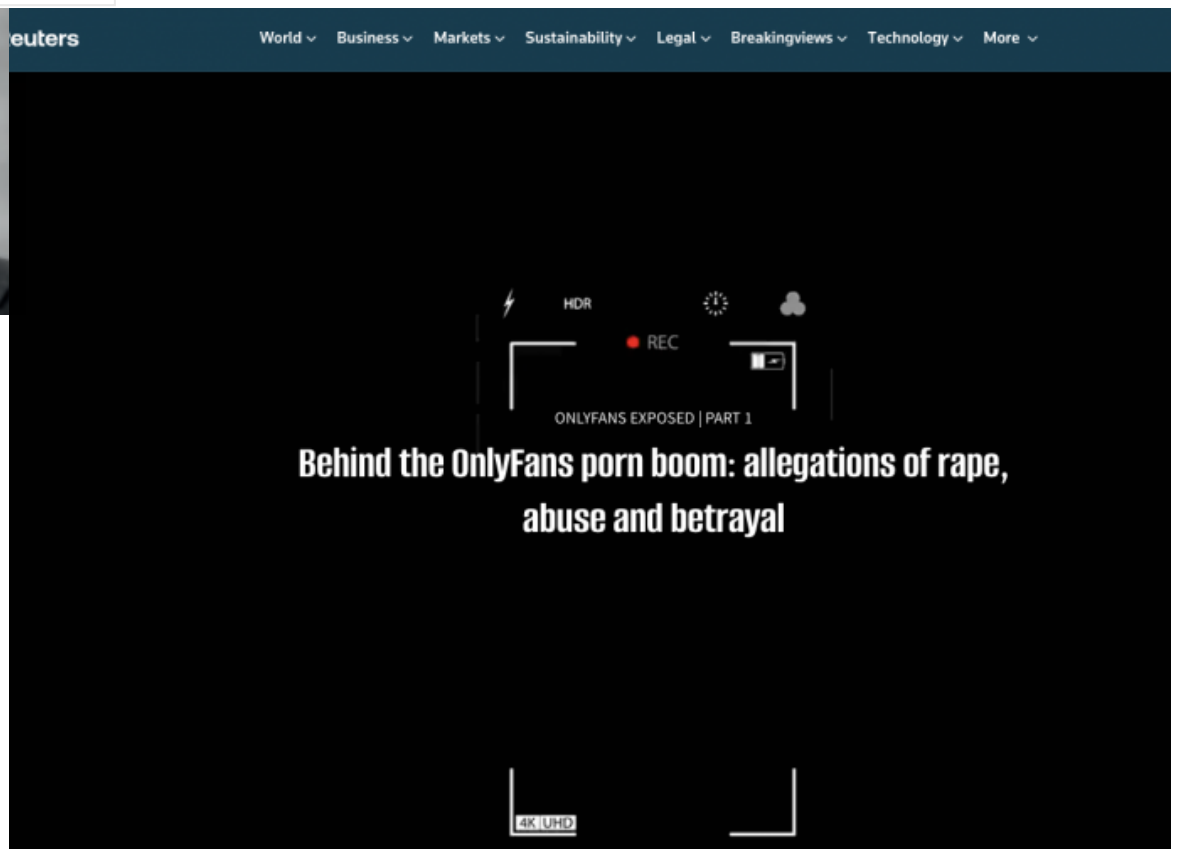 euters
World Business Markets Sustainability Legal Breakingviews Technology More
HDR
REC
ONLYFANS EXPOSED | PART 1
Behind the OnlyFans porn boom: allegations of rape,
abuse and betrayal
4K UHD